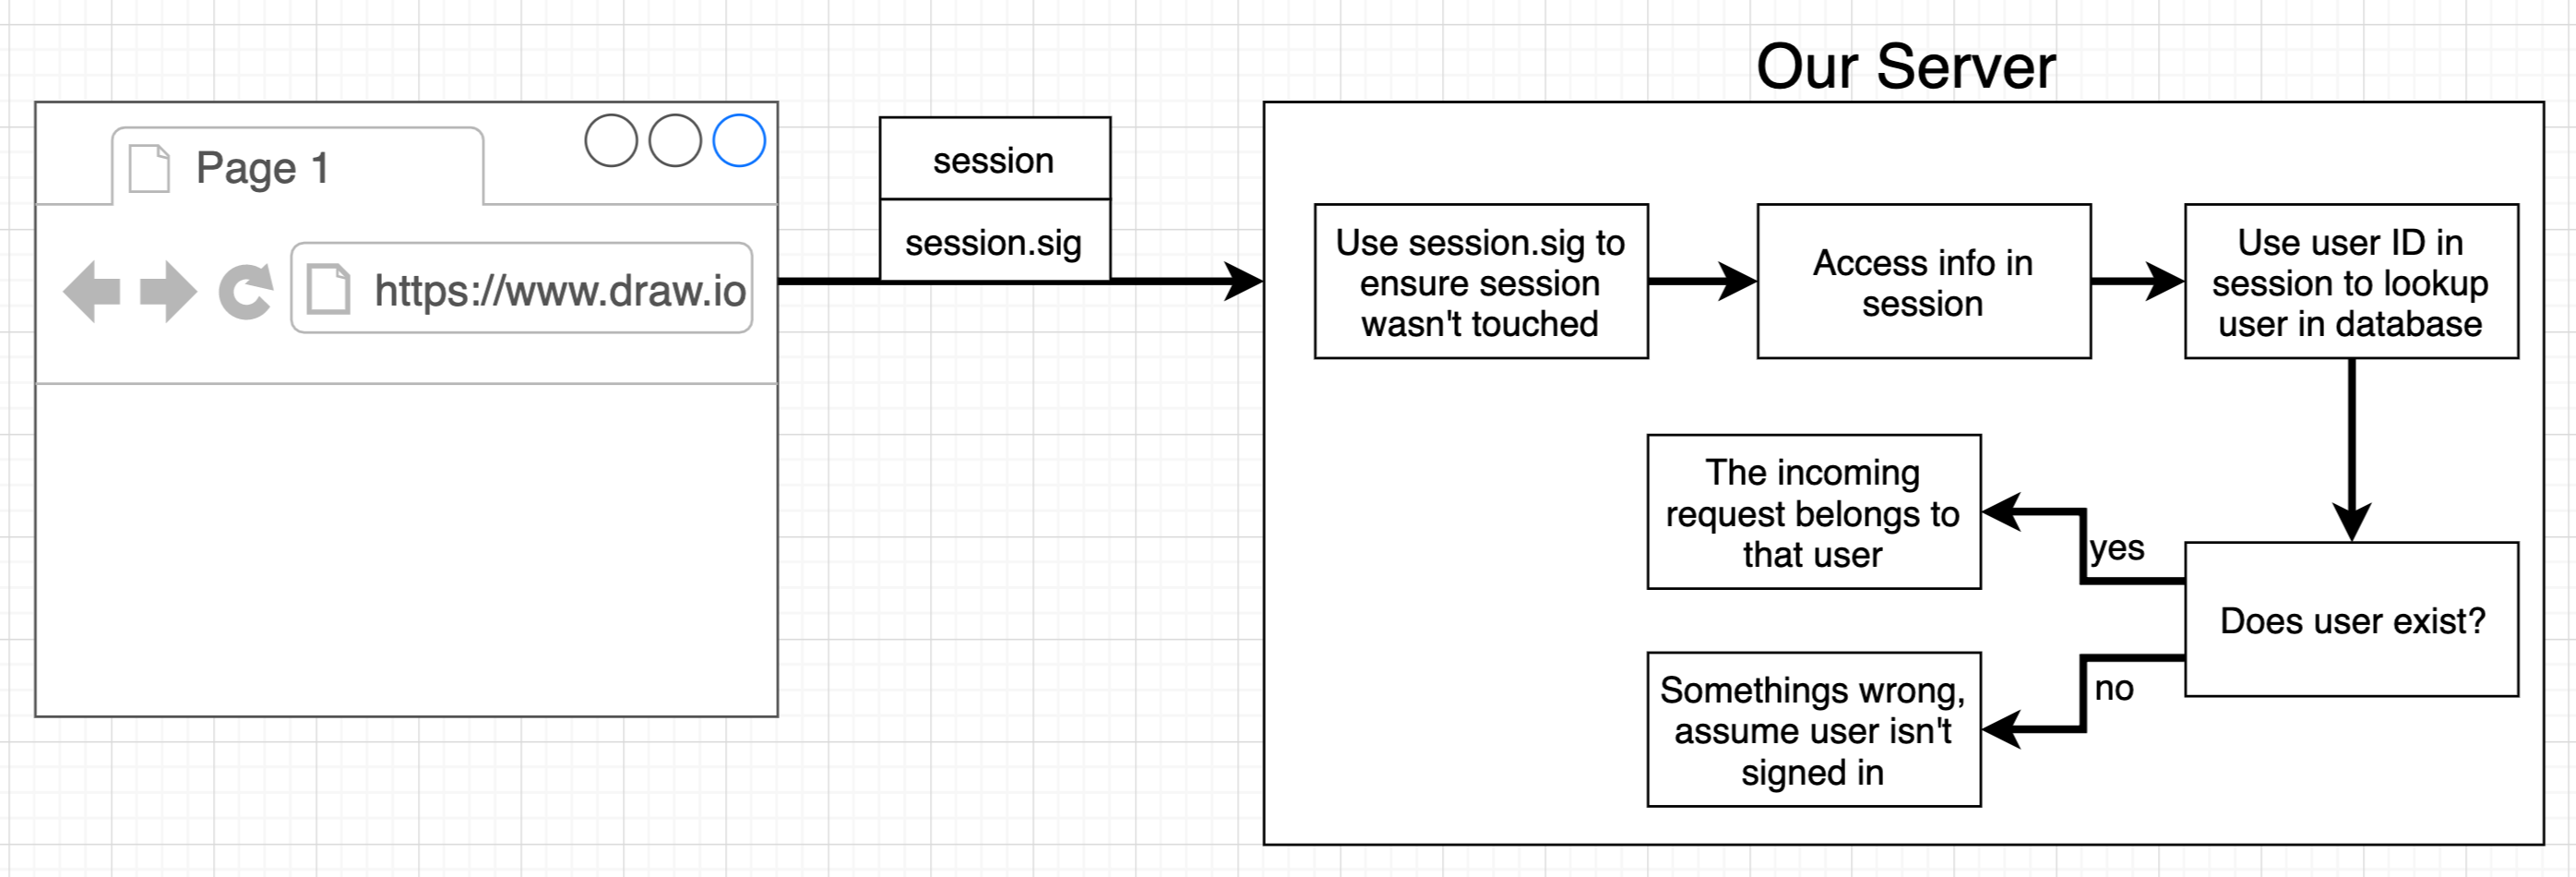 Our Server
Page 1
https://www.draw.io
session
session.sig
Use session.sig to
ensure session
wasn't touched
Access info in
session
Use user ID in
session to lookup
user in database
Does user exist?
yes
The incoming
request belongs to
that user
no
Somethings wrong,
assume user isn't
signed in